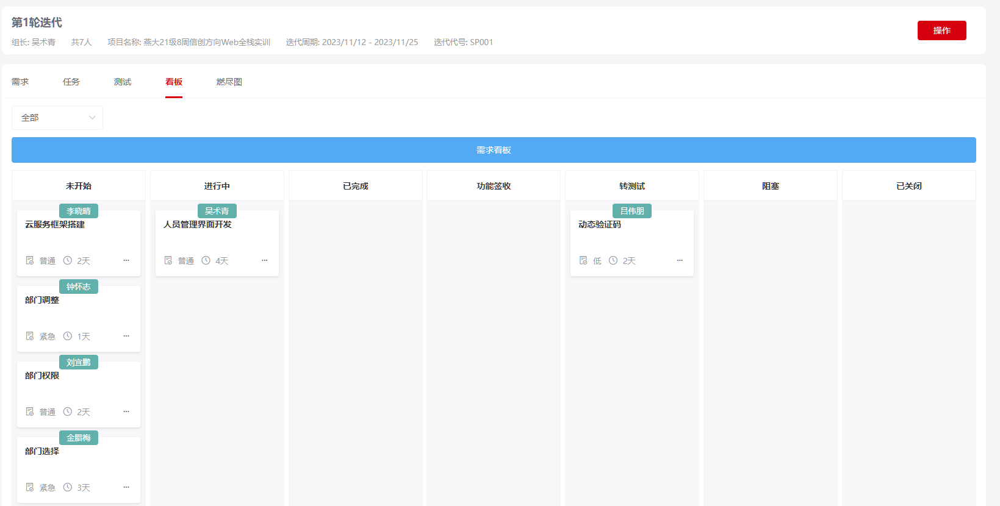 第1轮迭代
组长: 吴术青 共7人 项目名称: 燕大21级8周信创方向Web全栈实训 迭代周期: 2023/11/12 - 2023/11/25 迭代代号: SP001
操作
需求 任务 测试 看板 燃尽图
全部
需求看板
未开始 进行中 已完成 功能签收 转测试 阻塞 已关闭
李晓晴
云服务框架搭建
普通 2天 ...
钟怀志
部门调整
紧急 1天 ...
刘宜鹏
部门权限
普通 2天 ...
金腊梅
部门选择
紧急 3天 ...
吴术青
人员管理界面开发
普通 4天 ...
吕伟朋
动态验证码
低 2天 ...